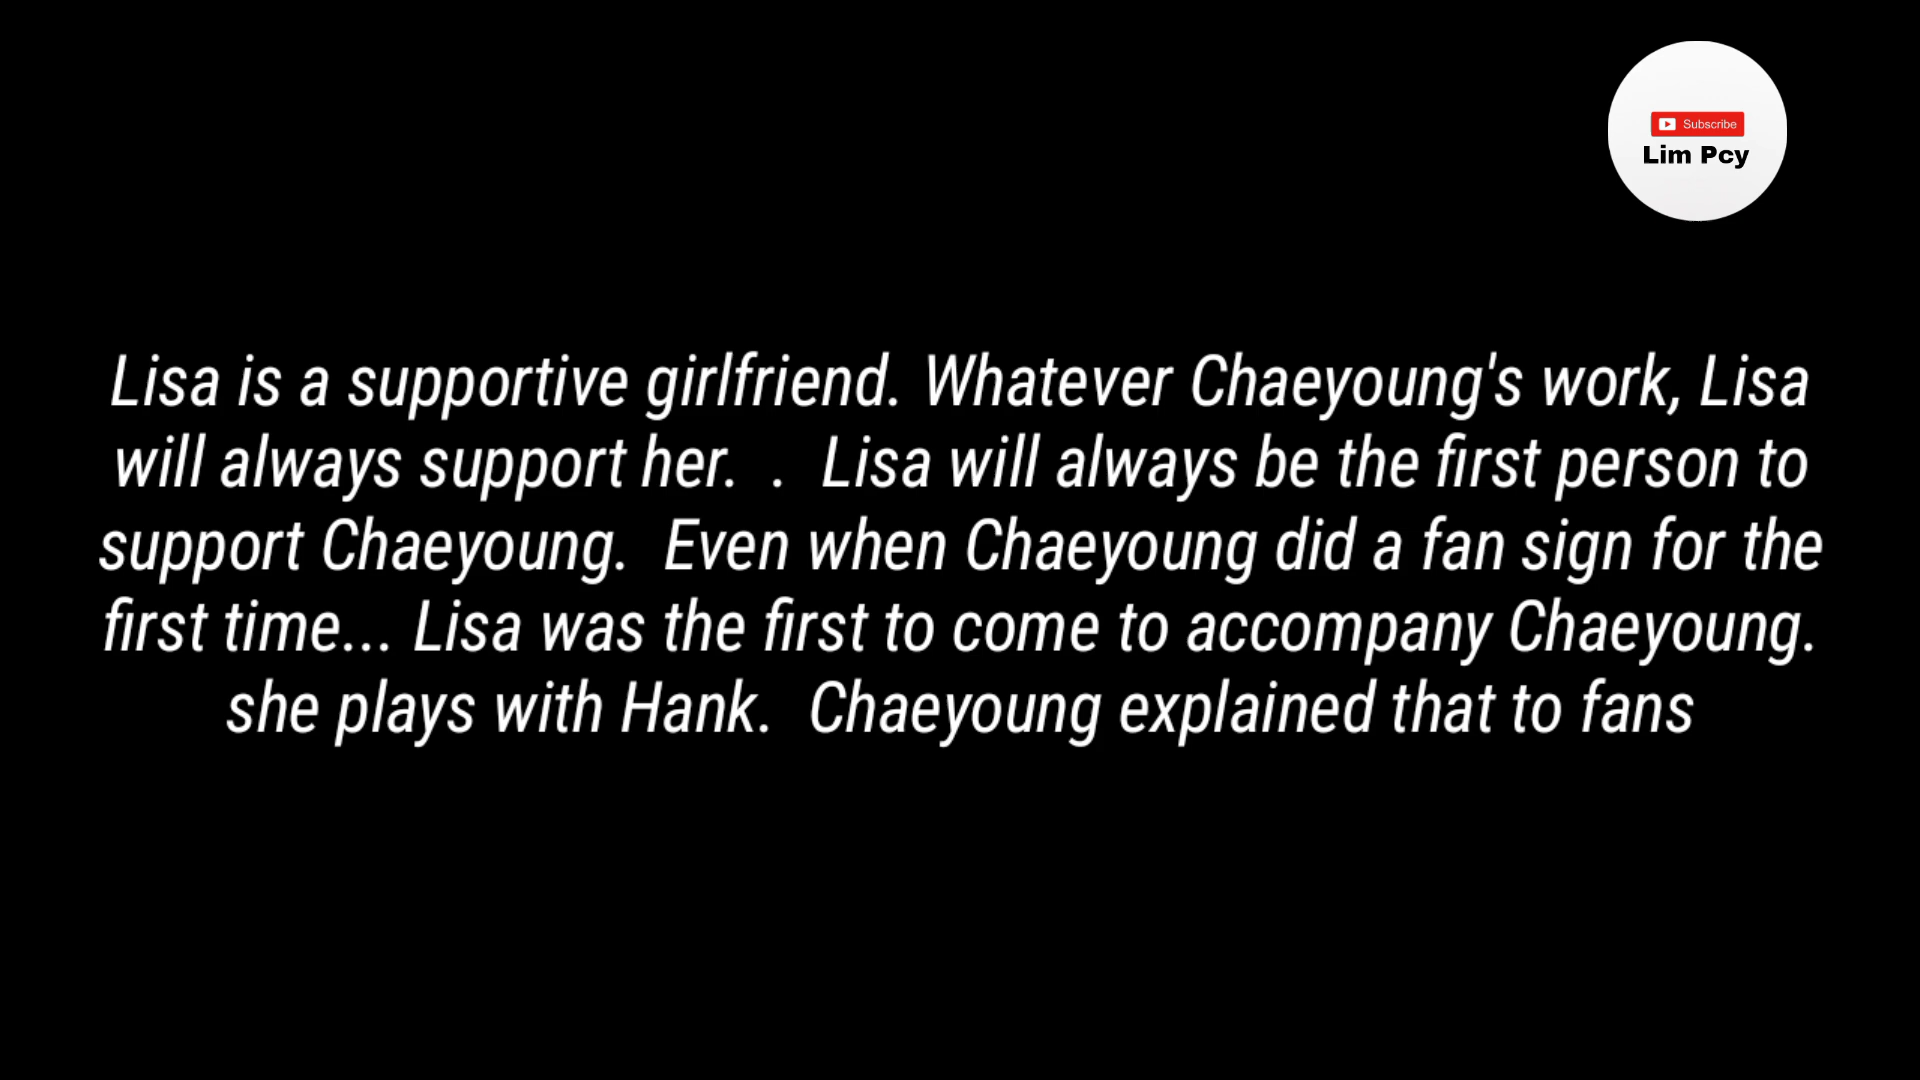 Subscribe
Lim Pcy
Lisa is a supportive girlfriend. Whatever Chaeyoung's work, Lisa
will always support her.  .  Lisa will always be the first person to
support Chaeyoung.  Even when Chaeyoung did a fan sign for the
first time... Lisa was the first to come to accompany Chaeyoung.
she plays with Hank.  Chaeyoung explained that to fans